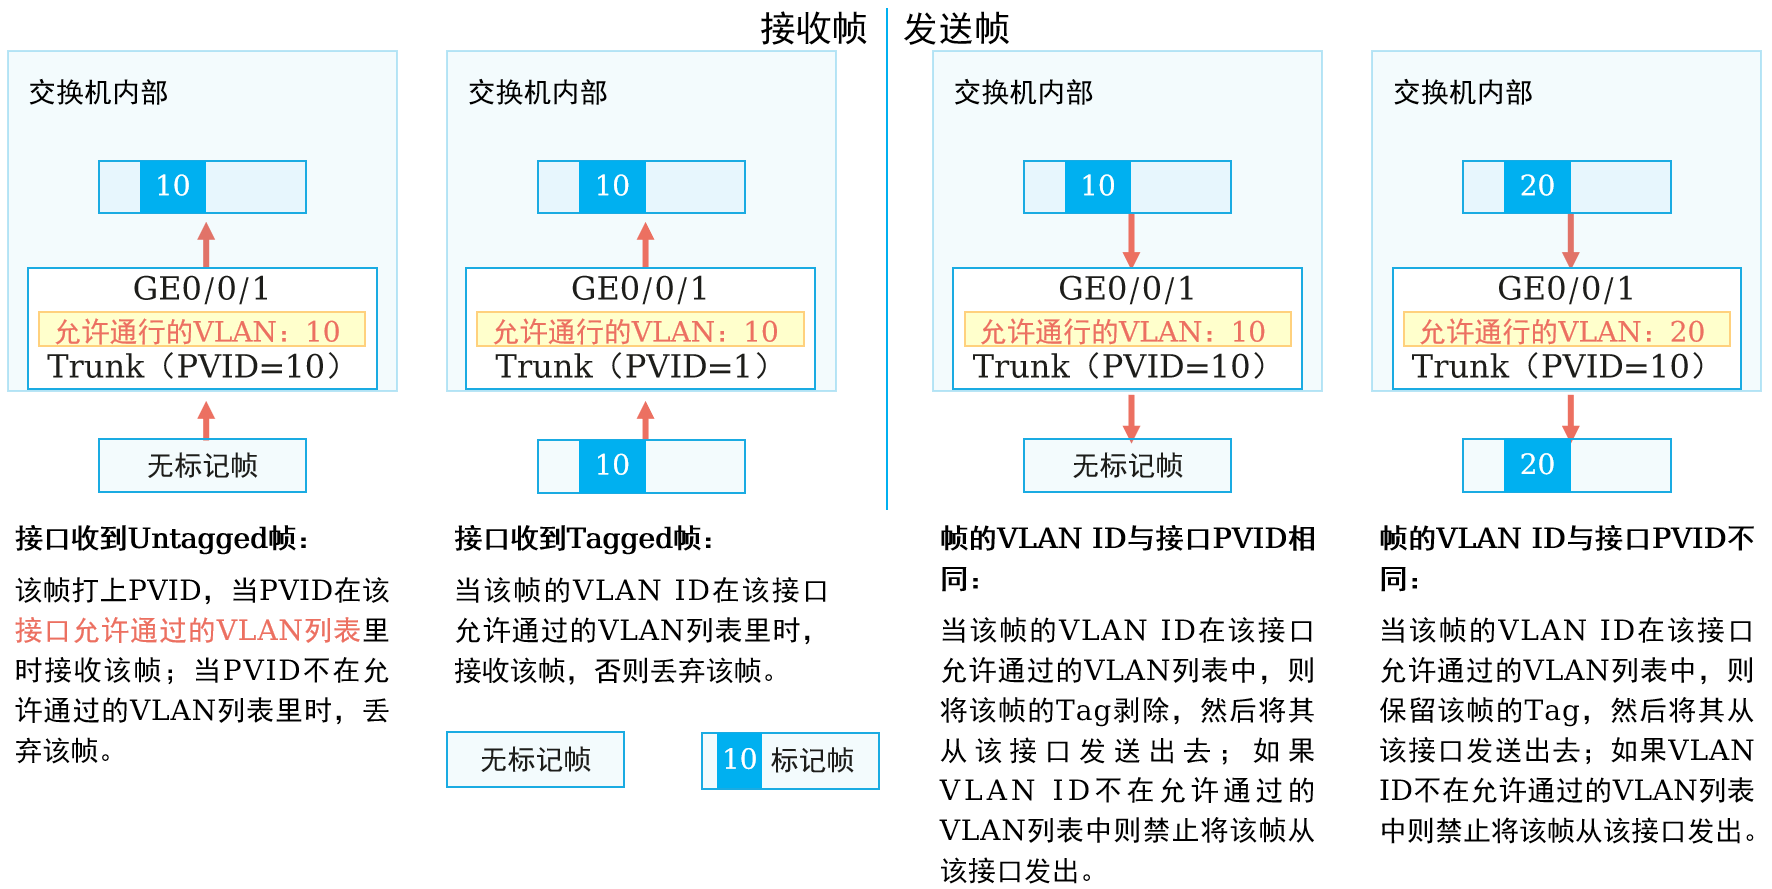 接收帧
发送帧
交换机内部
10
GE0/0/1
允许通行的VLAN：10
Trunk（PVID=10）
无标记帧
接口收到Untagged帧：
该帧打上PVID，当PVID在该
接口允许通过的VLAN列表里
时接收该帧；当PVID不在允
许通过的VLAN列表里时，丢
弃该帧。
交换机内部
10
GE0/0/1
允许通行的VLAN：10
Trunk（PVID=1）
10
接口收到Tagged帧：
当该帧的VLAN ID在该接口
允许通过的VLAN列表里时，
接收该帧，否则丢弃该帧。
无标记帧
10 标记帧
交换机内部
10
GE0/0/1
允许通行的VLAN：10
Trunk（PVID=10）
无标记帧
帧的VLAN ID与接口PVID相
同：
当该帧的VLAN ID在该接口
允许通过的VLAN列表中，则
将该帧的Tag剥除，然后将其
从该接口发送出去；如果
VLAN ID不在允许通过的
VLAN列表中则禁止将该帧从
该接口发出。
交换机内部
20
GE0/0/1
允许通行的VLAN：20
Trunk（PVID=10）
20
帧的VLAN ID与接口PVID不
同：
当该帧的VLAN ID在该接口
允许通过的VLAN列表中，则
保留该帧的Tag，然后将其从
该接口发送出去；如果VLAN
ID不在允许通过的VLAN列表
中则禁止将该帧从该接口发出。